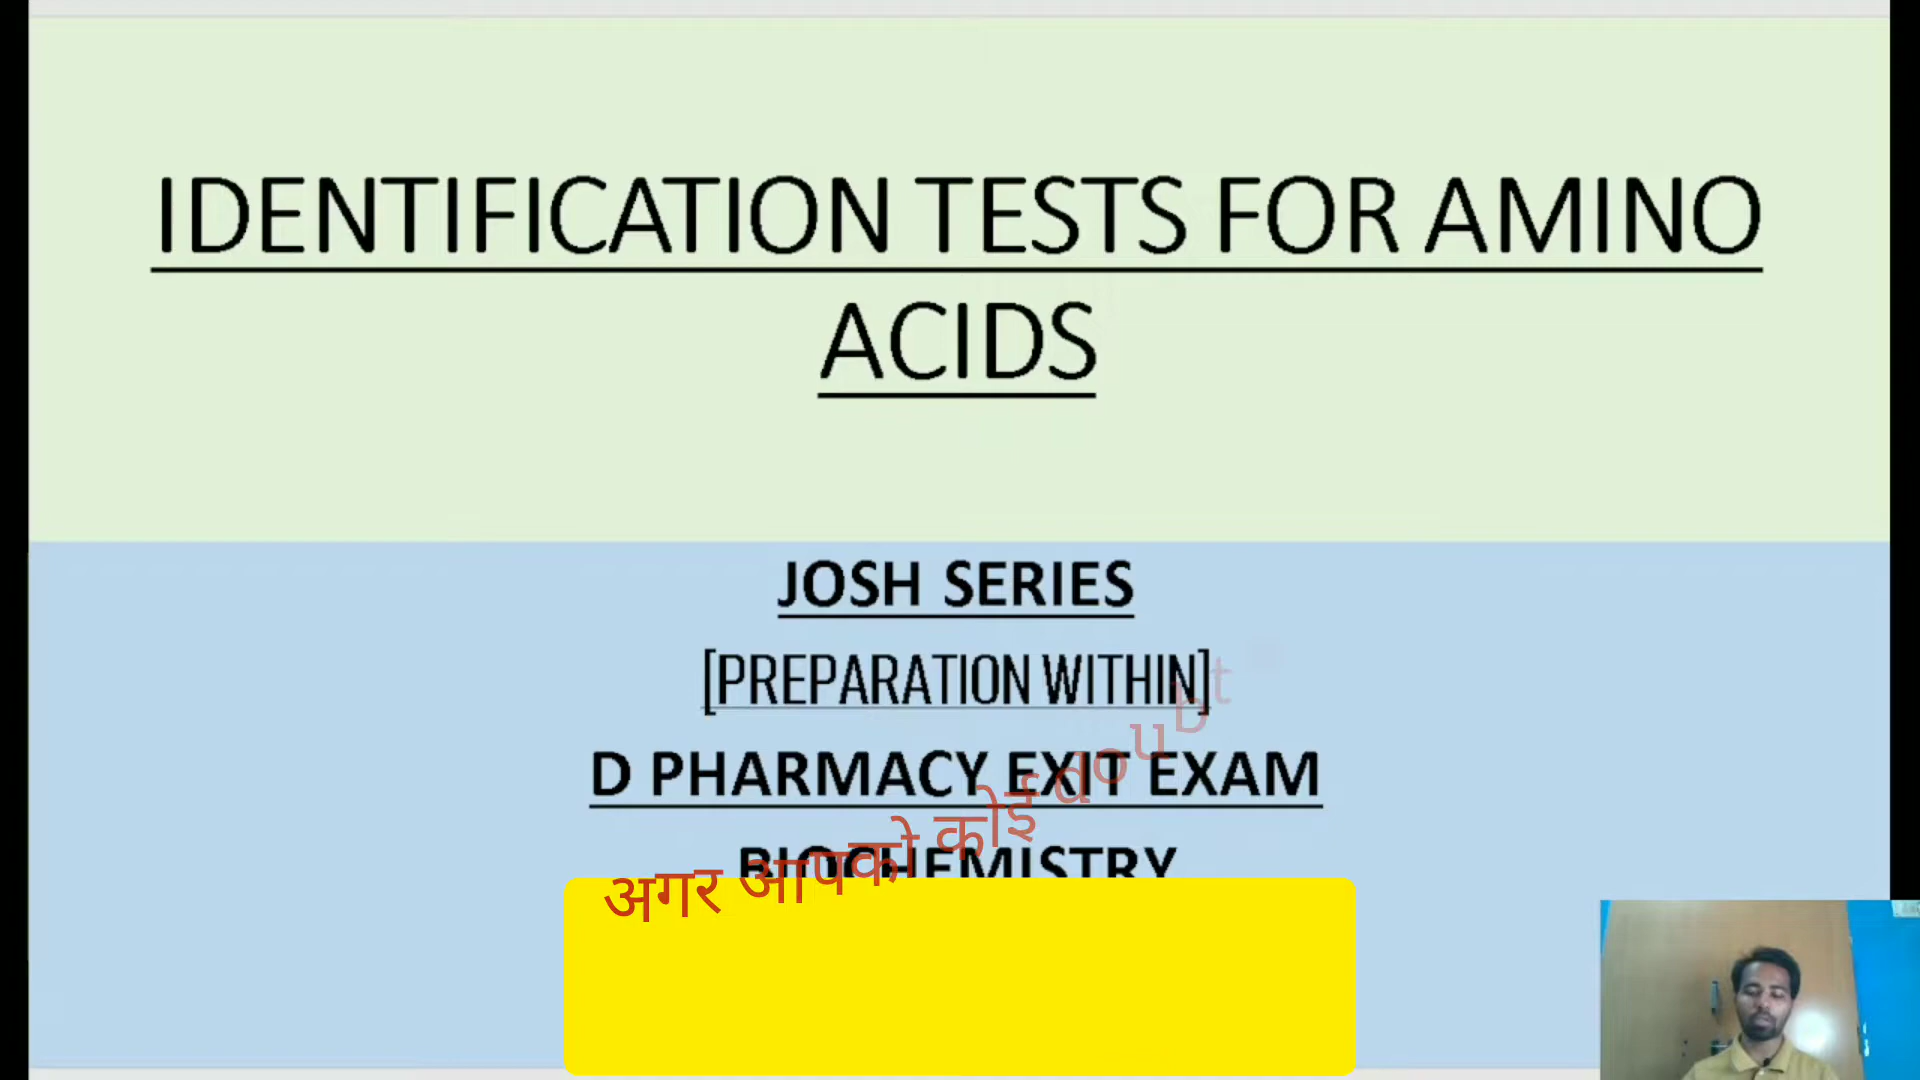 IDENTIFICATION TESTS FOR AMINO
ACIDS
JOSH SERIES
[PREPARATION WITHIN]
D PHARMACY EXIT EXAM
BIOCHEMISTRY
अगर आपको कोई doubt